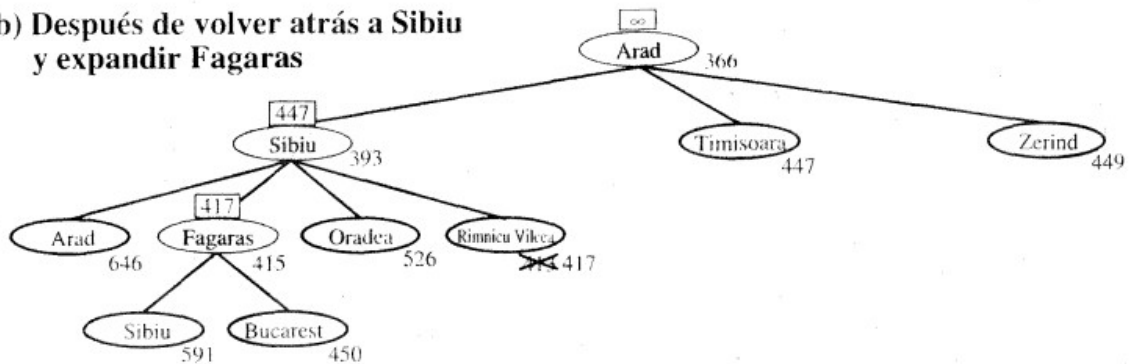 b) Después de volver atrás a Sibiu
y expandir Fagaras
∞
Arad
366
447
Sibiu
393
Timisoara
447
Zerind
449
417
Arad
646
Fagaras
415
Oradea
526
Rimnicu Vilcea
413 417
Sibiu
591
Bucarest
450